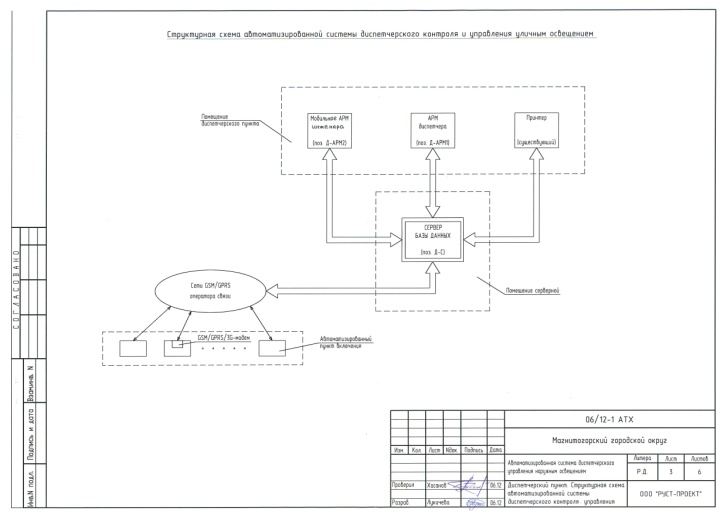 Структурная схема автоматизированной системы диспетчерского контроля и управления уличным освещением
Помещение
диспетчерского пункта
Мобильная АРМ
инженера
(поз. Д-АРМ2)
АРМ
диспетчера
(поз. Д-АРМ1)
Принтер
(существующий)
СЕРВЕР
БАЗЫ ДАННЫХ
(поз. Д-С)
Помещение серверной
Сети GSM/GPRS
оператора связи
GSM/GPRS/3G-модем
Автоматизированный
пункт включения
СОГЛАСОВАНО
Взам.инв. N
Подпись и дата
Инв.N подл.
06/12-1 АТХ
Магнитогорский городской округ
Изм. Кол Лист Nдок. Подпись Дата
Автоматизированная система диспетчерского
управления наружным освещением
Литера Лист Листов
Р.Д. 3 6
Проверил Хасанов 06.12
Разраб. Лукачева 06.12
Диспетчерский пункт. Структурная схема
автоматизированной системы
диспетчерского контроля управления
ООО "РУСТ-ПРОЕКТ"